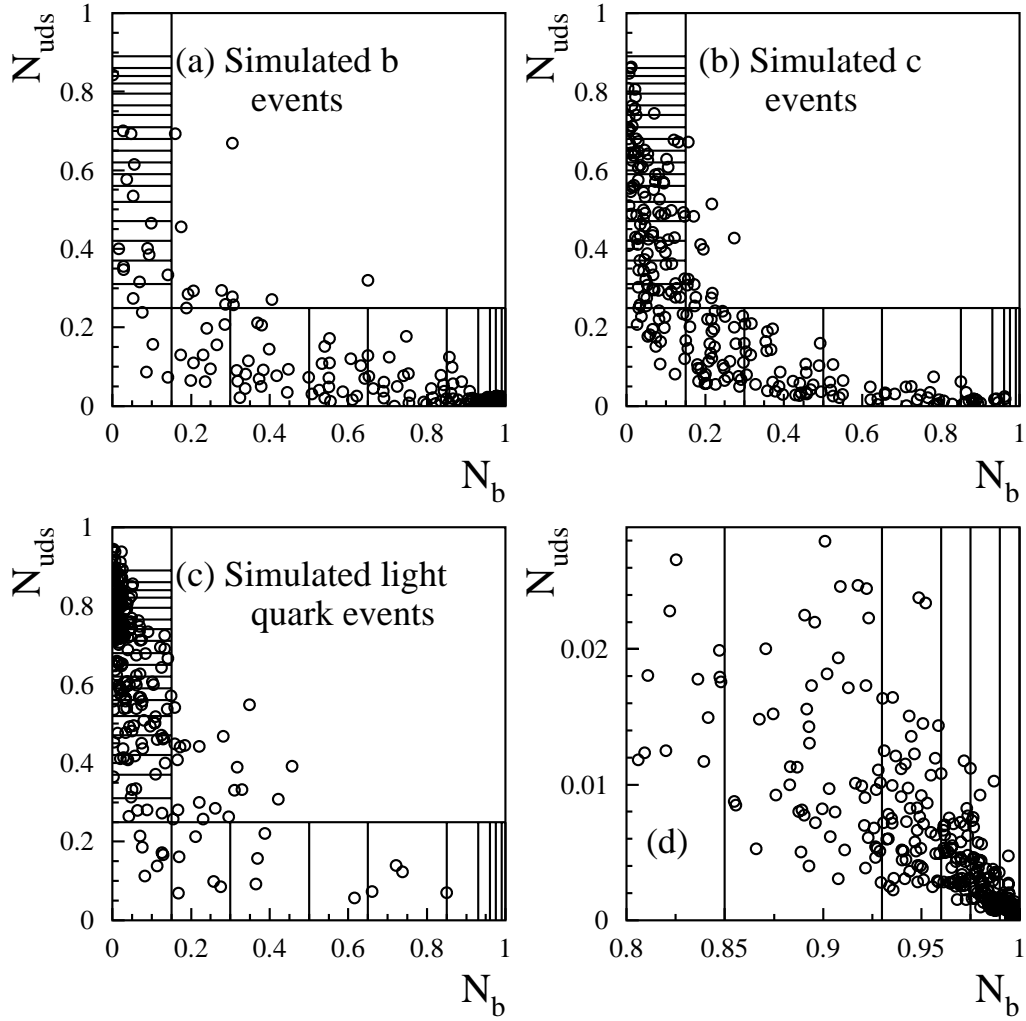 N_uds
1
0.8
0.6
0.4
0.2
0
(a) Simulated b
events
0 0.2 0.4 0.6 0.8 1
N_b
N_uds
1
0.8
0.6
0.4
0.2
0
(b) Simulated c
events
0 0.2 0.4 0.6 0.8 1
N_b
N_uds
1
0.8
0.6
0.4
0.2
0
(c) Simulated light
quark events
0 0.2 0.4 0.6 0.8 1
N_b
N_uds
0.02
0.01
0
(d)
0.8 0.85 0.9 0.95 1
N_b